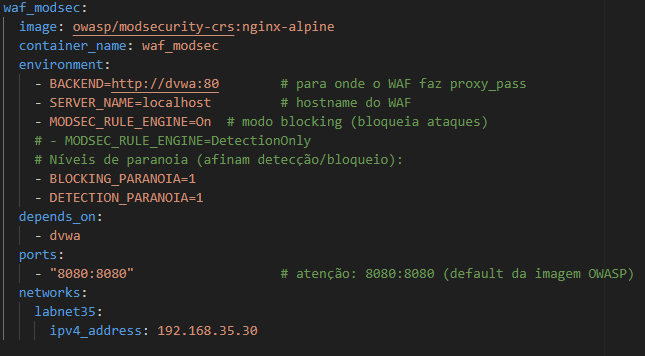 waf_modsec:
  image: owasp/modsecurity-crs:nginx-alpine
  container_name: waf_modsec
  environment:
    - BACKEND=http://dvwa:80        # para onde o WAF faz proxy_pass
    - SERVER_NAME=localhost         # hostname do WAF
    - MODSEC_RULE_ENGINE=On  # modo blocking (bloqueia ataques)
    # - MODSEC_RULE_ENGINE=DetectionOnly
    # Níveis de paranoia (afinam detecção/bloqueio):
    - BLOCKING_PARANOIA=1
    - DETECTION_PARANOIA=1
  depends_on:
    - dvwa
  ports:
    - "8080:8080"                   # atenção: 8080:8080 (default da imagem OWASP)
  networks:
    labnet35:
      ipv4_address: 192.168.35.30